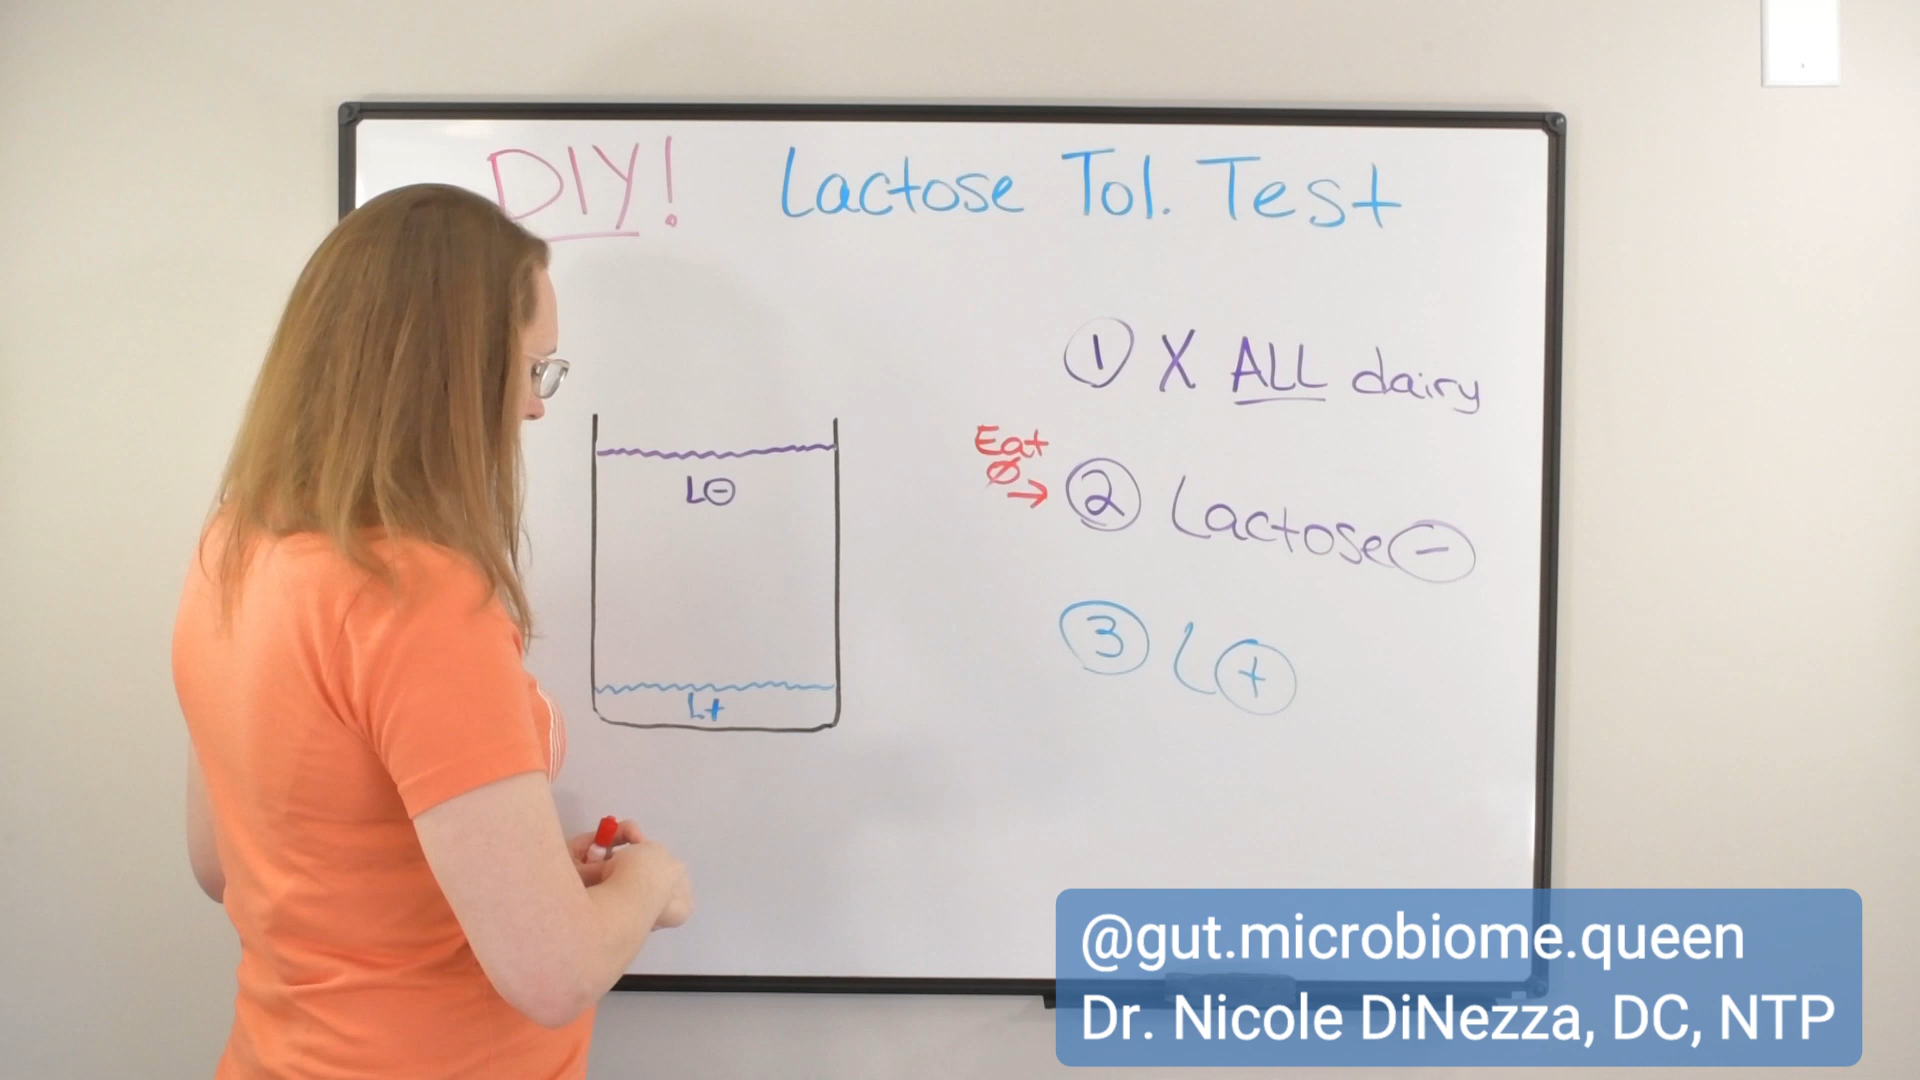 DIY! Lactose Tol. Test
① X ALL dairy
Eat
Ø
→ ② Lactose ⊖
③ L ⊕
L⊖
L+
@gut.microbiome.queen
Dr. Nicole DiNezza, DC, NTP